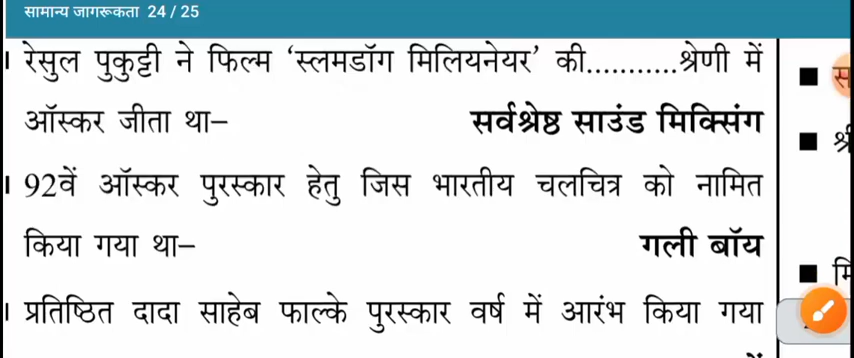 सामान्य जागरूकता 24 / 25
रेसुल पुकुट्टी ने फिल्म ‘स्लमडॉग मिलियनेयर’ की............श्रेणी में
ऑस्कर जीता था– सर्वश्रेष्ठ साउंड मिक्सिंग
92वें ऑस्कर पुरस्कार हेतु जिस भारतीय चलचित्र को नामित
किया गया था– गली बॉय
प्रतिष्ठित दादा साहेब फाल्के पुरस्कार वर्ष में आरंभ किया गया